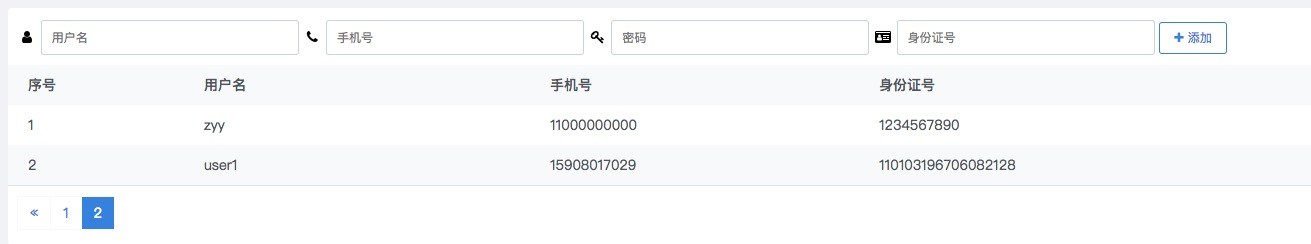 用户名 手机号 密码 身份证号 添加
序号 用户名 手机号 身份证号
1 zyy 11000000000 1234567890
2 user1 15908017029 110103196706082128
« 1 2